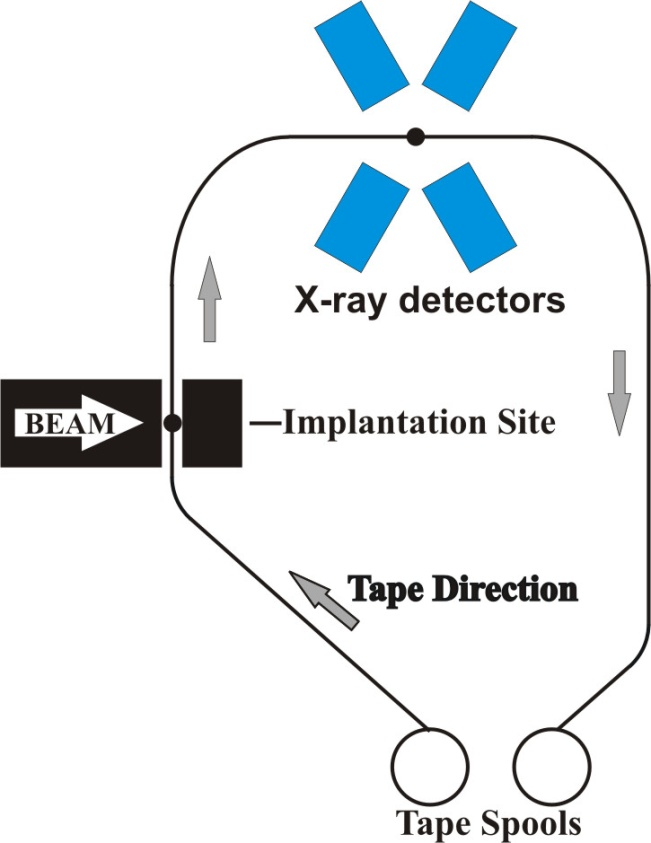 X-ray detectors
BEAM
Implantation Site
Tape Direction
Tape Spools